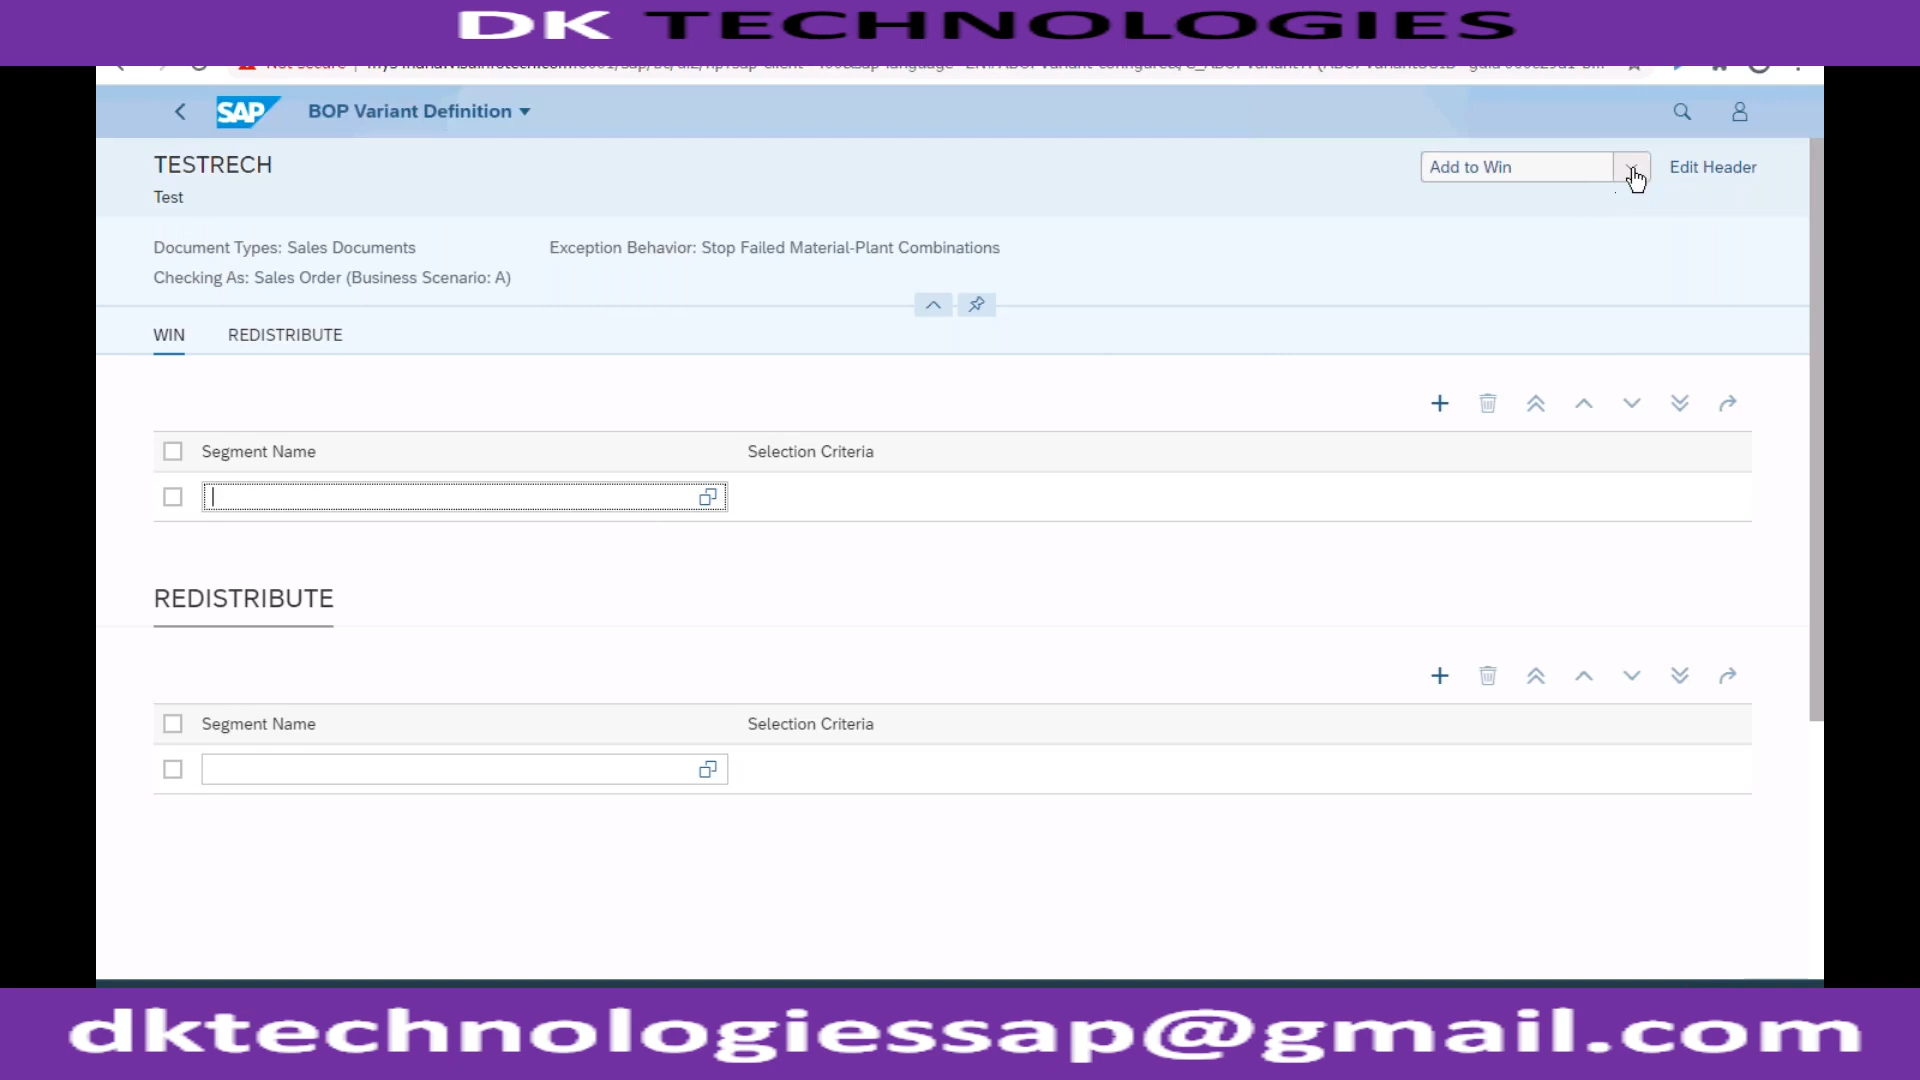 DK TECHNOLOGIES
SAP BOP Variant Definition
TESTRECH
Add to Win
Edit Header
Test
Document Types: Sales Documents
Exception Behavior: Stop Failed Material-Plant Combinations
Checking As: Sales Order (Business Scenario: A)
WIN REDISTRIBUTE
Segment Name Selection Criteria
REDISTRIBUTE
Segment Name Selection Criteria
dktechnologiessap@gmail.com